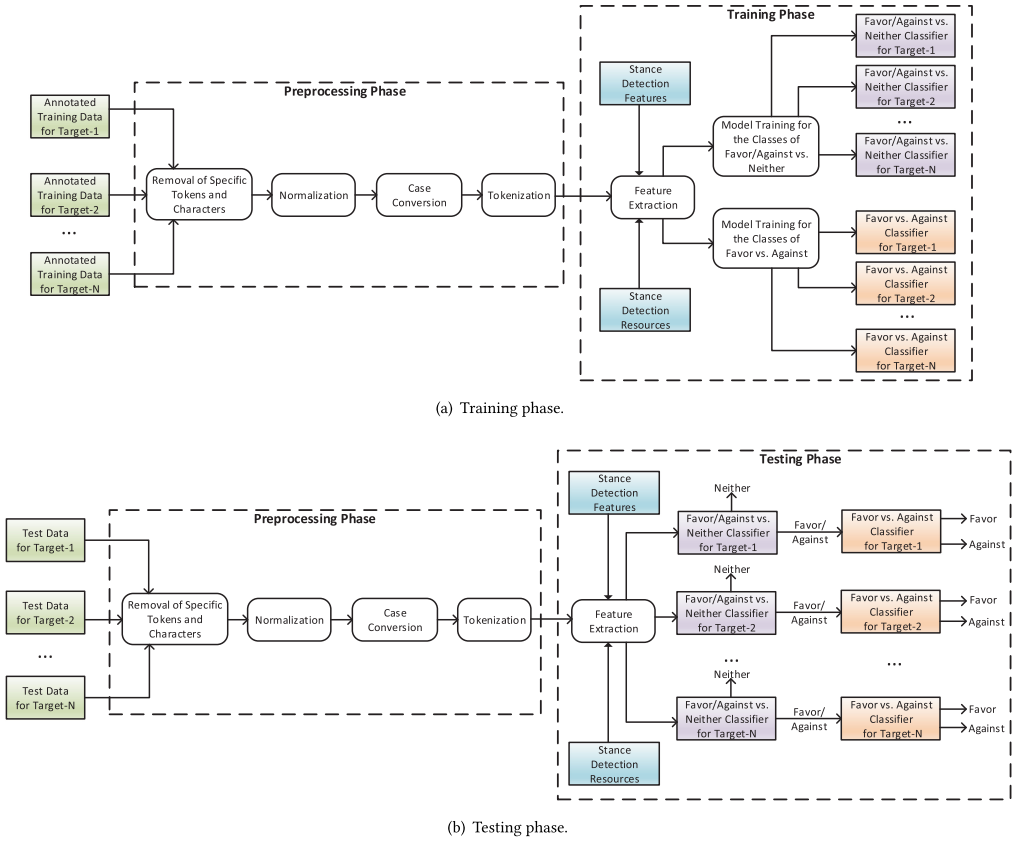 Training Phase
Preprocessing Phase
Annotated
Training Data
for Target-1
Annotated
Training Data
for Target-2
...
Annotated
Training Data
for Target-N
Removal of Specific
Tokens and
Characters
Normalization
Case
Conversion
Tokenization
Stance
Detection
Features
Feature
Extraction
Stance
Detection
Resources
Model Training for
the Classes of
Favor/Against vs.
Neither
Model Training for
the Classes of
Favor vs. Against
Favor/Against vs.
Neither Classifier
for Target-1
Favor/Against vs.
Neither Classifier
for Target-2
...
Favor/Against vs.
Neither Classifier
for Target-N
Favor vs. Against
Classifier
for Target-1
Favor vs. Against
Classifier
for Target-2
...
Favor vs. Against
Classifier
for Target-N
(a) Training phase.
Testing Phase
Preprocessing Phase
Test Data
for Target-1
Test Data
for Target-2
...
Test Data
for Target-N
Removal of Specific
Tokens and
Characters
Normalization
Case
Conversion
Tokenization
Stance
Detection
Features
Feature
Extraction
Stance
Detection
Resources
Neither
Favor/Against vs.
Neither Classifier
for Target-1
Favor/
Against
Favor vs. Against
Classifier
for Target-1
Favor
Against
Neither
Favor/Against vs.
Neither Classifier
for Target-2
Favor/
Against
Favor vs. Against
Classifier
for Target-2
Favor
Against
...
...
Neither
Favor/Against vs.
Neither Classifier
for Target-N
Favor/
Against
Favor vs. Against
Classifier
for Target-N
Favor
Against
(b) Testing phase.